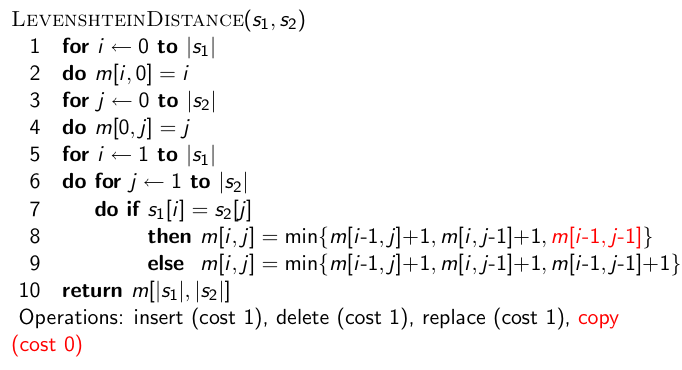 LEVENSHTEINDISTANCE(s₁, s₂)
1 for i ← 0 to |s₁|
2 do m[i, 0] = i
3 for j ← 0 to |s₂|
4 do m[0, j] = j
5 for i ← 1 to |s₁|
6 do for j ← 1 to |s₂|
7 do if s₁[i] = s₂[j]
8 then m[i, j] = min{m[i-1, j]+1, m[i, j-1]+1, m[i-1, j-1]}
9 else m[i, j] = min{m[i-1, j]+1, m[i, j-1]+1, m[i-1, j-1]+1}
10 return m[|s₁|, |s₂|]
Operations: insert (cost 1), delete (cost 1), replace (cost 1), copy
(cost 0)